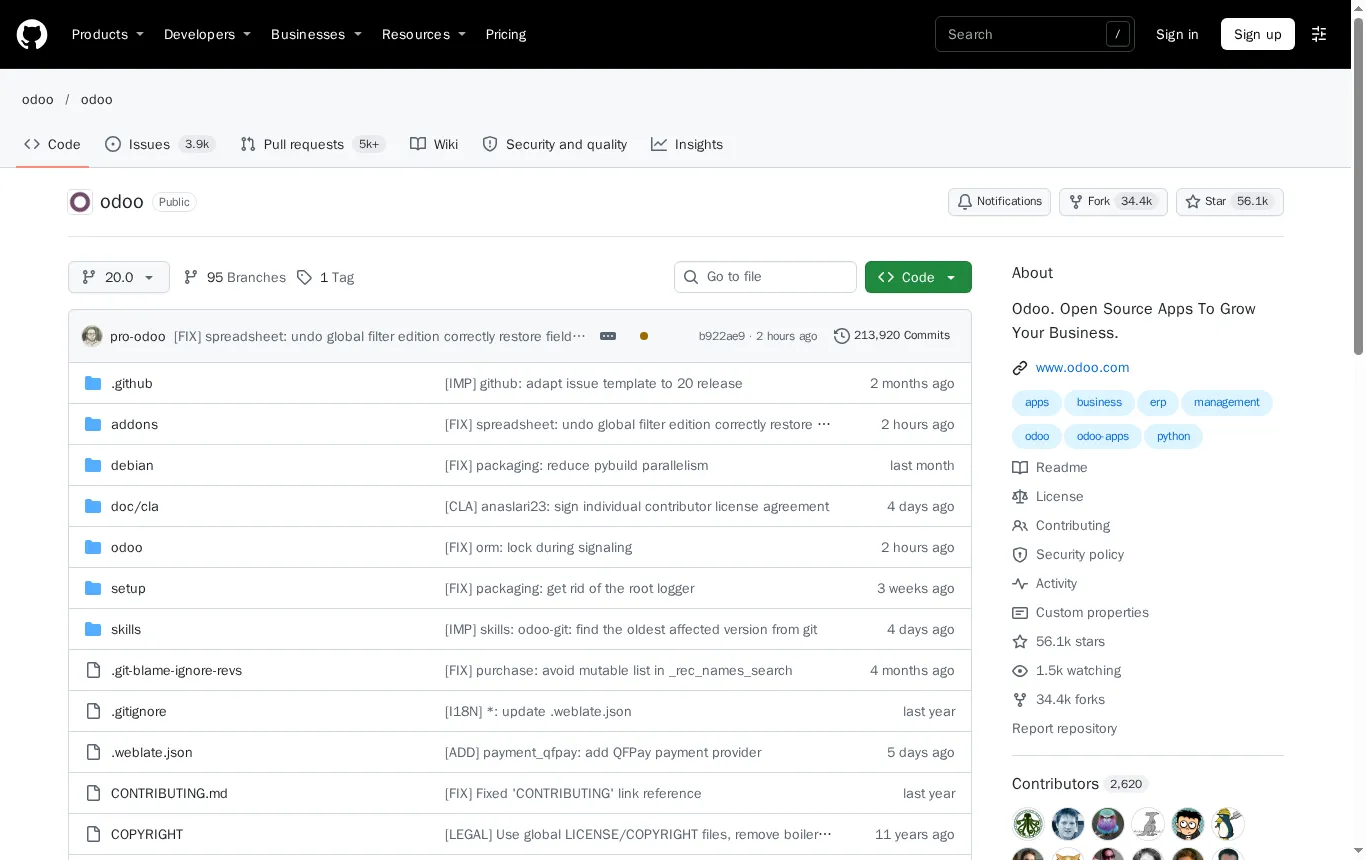 Products Developers Businesses Resources Pricing Search / Sign in Sign up
odoo / odoo
Code Issues 3.9k Pull requests 5k+ Wiki Security and quality Insights
odoo Public Notifications Fork 34.4k Star 56.1k
20.0 95 Branches 1 Tag Go to file Code
pro-odoo [FIX] spreadsheet: undo global filter edition correctly restore field… b922ae9 · 2 hours ago 213,920 Commits
.github [IMP] github: adapt issue template to 20 release 2 months ago
addons [FIX] spreadsheet: undo global filter edition correctly restore … 2 hours ago
debian [FIX] packaging: reduce pybuild parallelism last month
doc/cla [CLA] anaslari23: sign individual contributor license agreement 4 days ago
odoo [FIX] orm: lock during signaling 2 hours ago
setup [FIX] packaging: get rid of the root logger 3 weeks ago
skills [IMP] skills: odoo-git: find the oldest affected version from git 4 days ago
.git-blame-ignore-revs [FIX] purchase: avoid mutable list in _rec_names_search 4 months ago
.gitignore [I18N] *: update .weblate.json last year
.weblate.json [ADD] payment_qfpay: add QFPay payment provider 5 days ago
CONTRIBUTING.md [FIX] Fixed 'CONTRIBUTING' link reference last year
COPYRIGHT [LEGAL] Use global LICENSE/COPYRIGHT files, remove boiler… 11 years ago
About
Odoo. Open Source Apps To Grow
Your Business.
www.odoo.com
apps business erp management
odoo odoo-apps python
Readme
License
Contributing
Security policy
Activity
Custom properties
56.1k stars
1.5k watching
34.4k forks
Report repository
Contributors 2,620